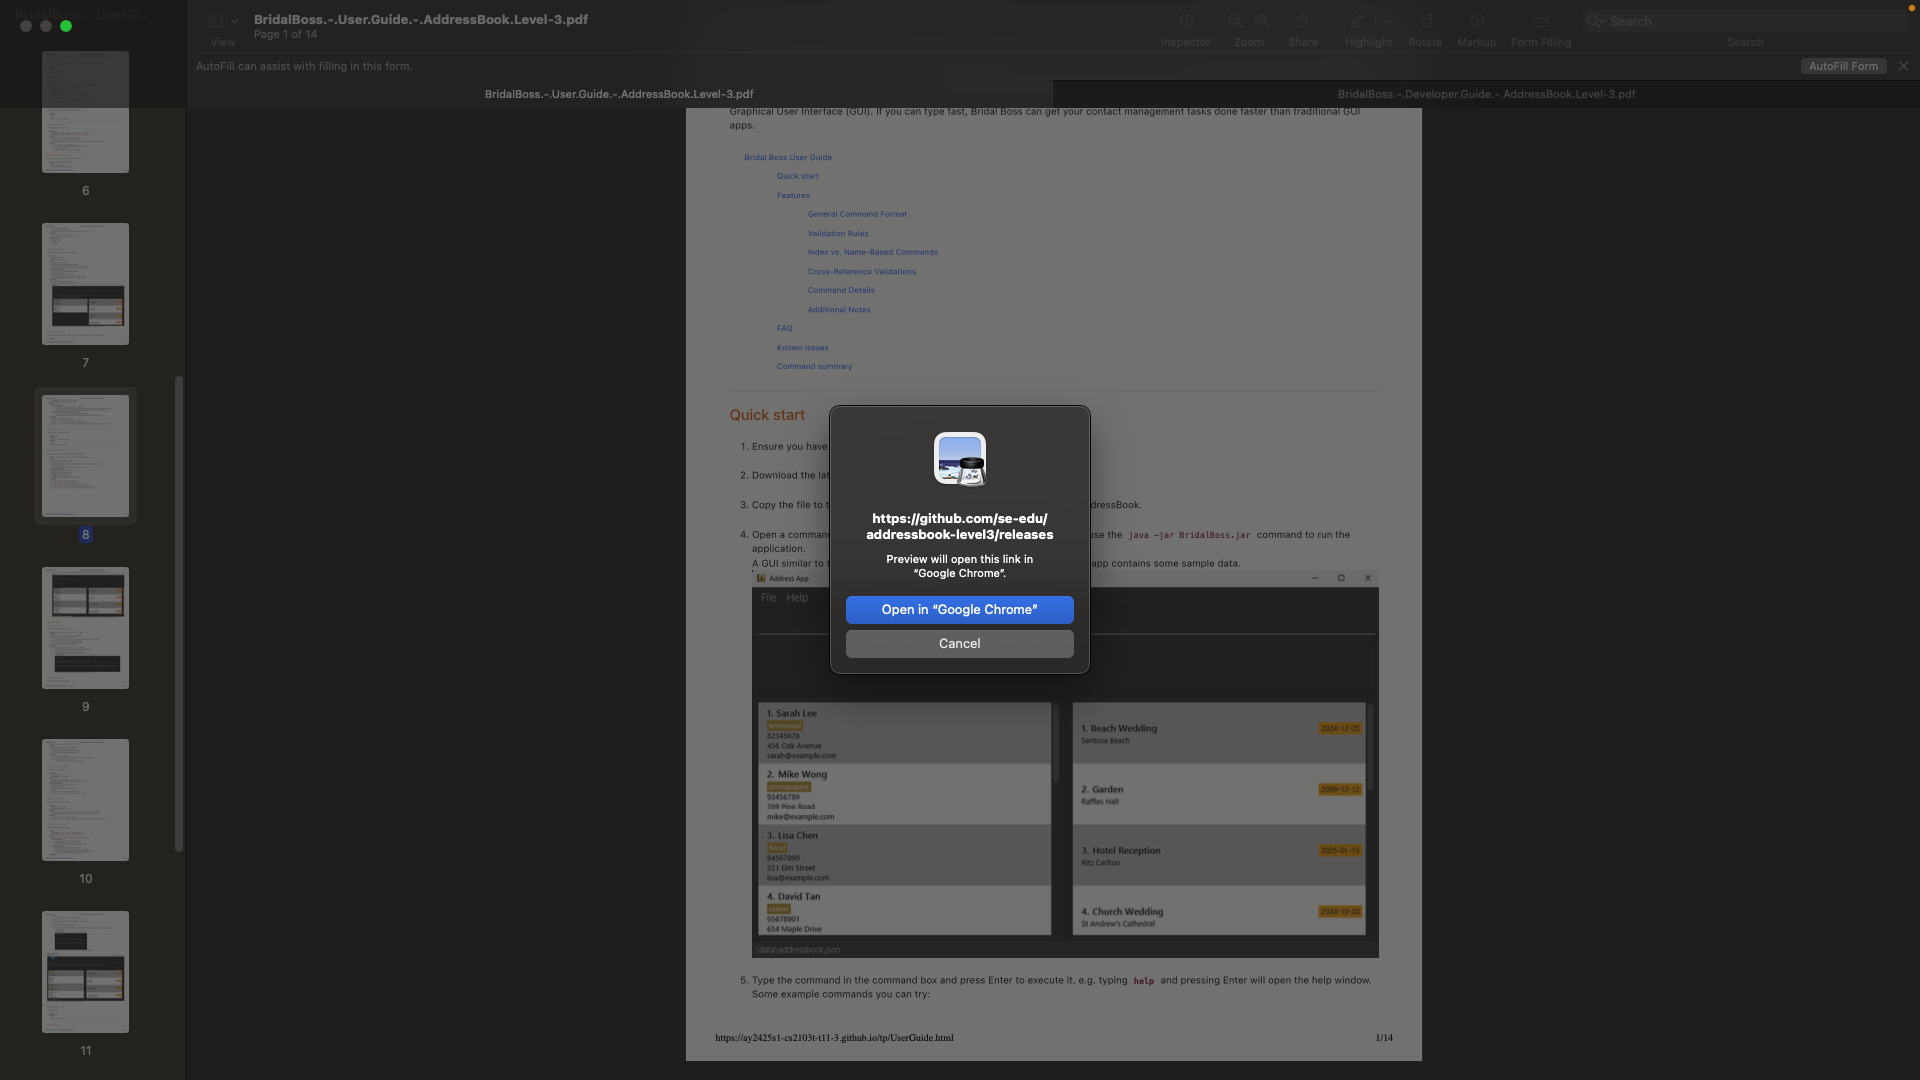 BridalBoss.-.User.G...
BridalBoss.-.User.Guide.-.AddressBook.Level-3.pdf
Page 1 of 14
View
Inspector
Zoom
Share
Highlight
Rotate
Markup
Form Filling
Search
Search
AutoFill can assist with filling in this form.
AutoFill Form
BridalBoss.-.User.Guide.-.AddressBook.Level-3.pdf
BridalBoss.-.Developer.Guide.-.AddressBook.Level-3.pdf
6
7
8
9
10
11
Graphical User Interface (GUI). If you can type fast, Bridal Boss can get your contact management tasks done faster than traditional GUI
apps.
Bridal Boss User Guide
Quick start
Features
General Command Format
Validation Rules
Index vs. Name-Based Commands
Cross-Reference Validations
Command Details
Additional Notes
FAQ
Known issues
Command summary
Quick start
1. Ensure you have
2. Download the lat
3. Copy the file to t
dressBook.
4. Open a comman
use the java -jar BridalBoss.jar command to run the
application.
A GUI similar to t
app contains some sample data.
https://github.com/se-edu/
addressbook-level3/releases
Preview will open this link in
“Google Chrome”.
Open in “Google Chrome”
Cancel
Address App
File Help
1. Sarah Lee
bridesmaid
82345678
456 Oak Avenue
sarah@example.com
2. Mike Wong
photographer
93456789
789 Pine Road
mike@example.com
3. Lisa Chen
florist
84567890
321 Elm Street
lisa@example.com
4. David Tan
caterer
95678901
654 Maple Drive
1. Beach Wedding
2024-12-25
Sentosa Beach
2. Garden
2099-12-12
Raffles Hall
3. Hotel Reception
2025-01-15
Ritz Carlton
4. Church Wedding
2024-10-20
St Andrew's Cathedral
\data\addressbook.json
5. Type the command in the command box and press Enter to execute it. e.g. typing help and pressing Enter will open the help window.
Some example commands you can try:
https://ay2425s1-cs2103t-t11-3.github.io/tp/UserGuide.html
1/14